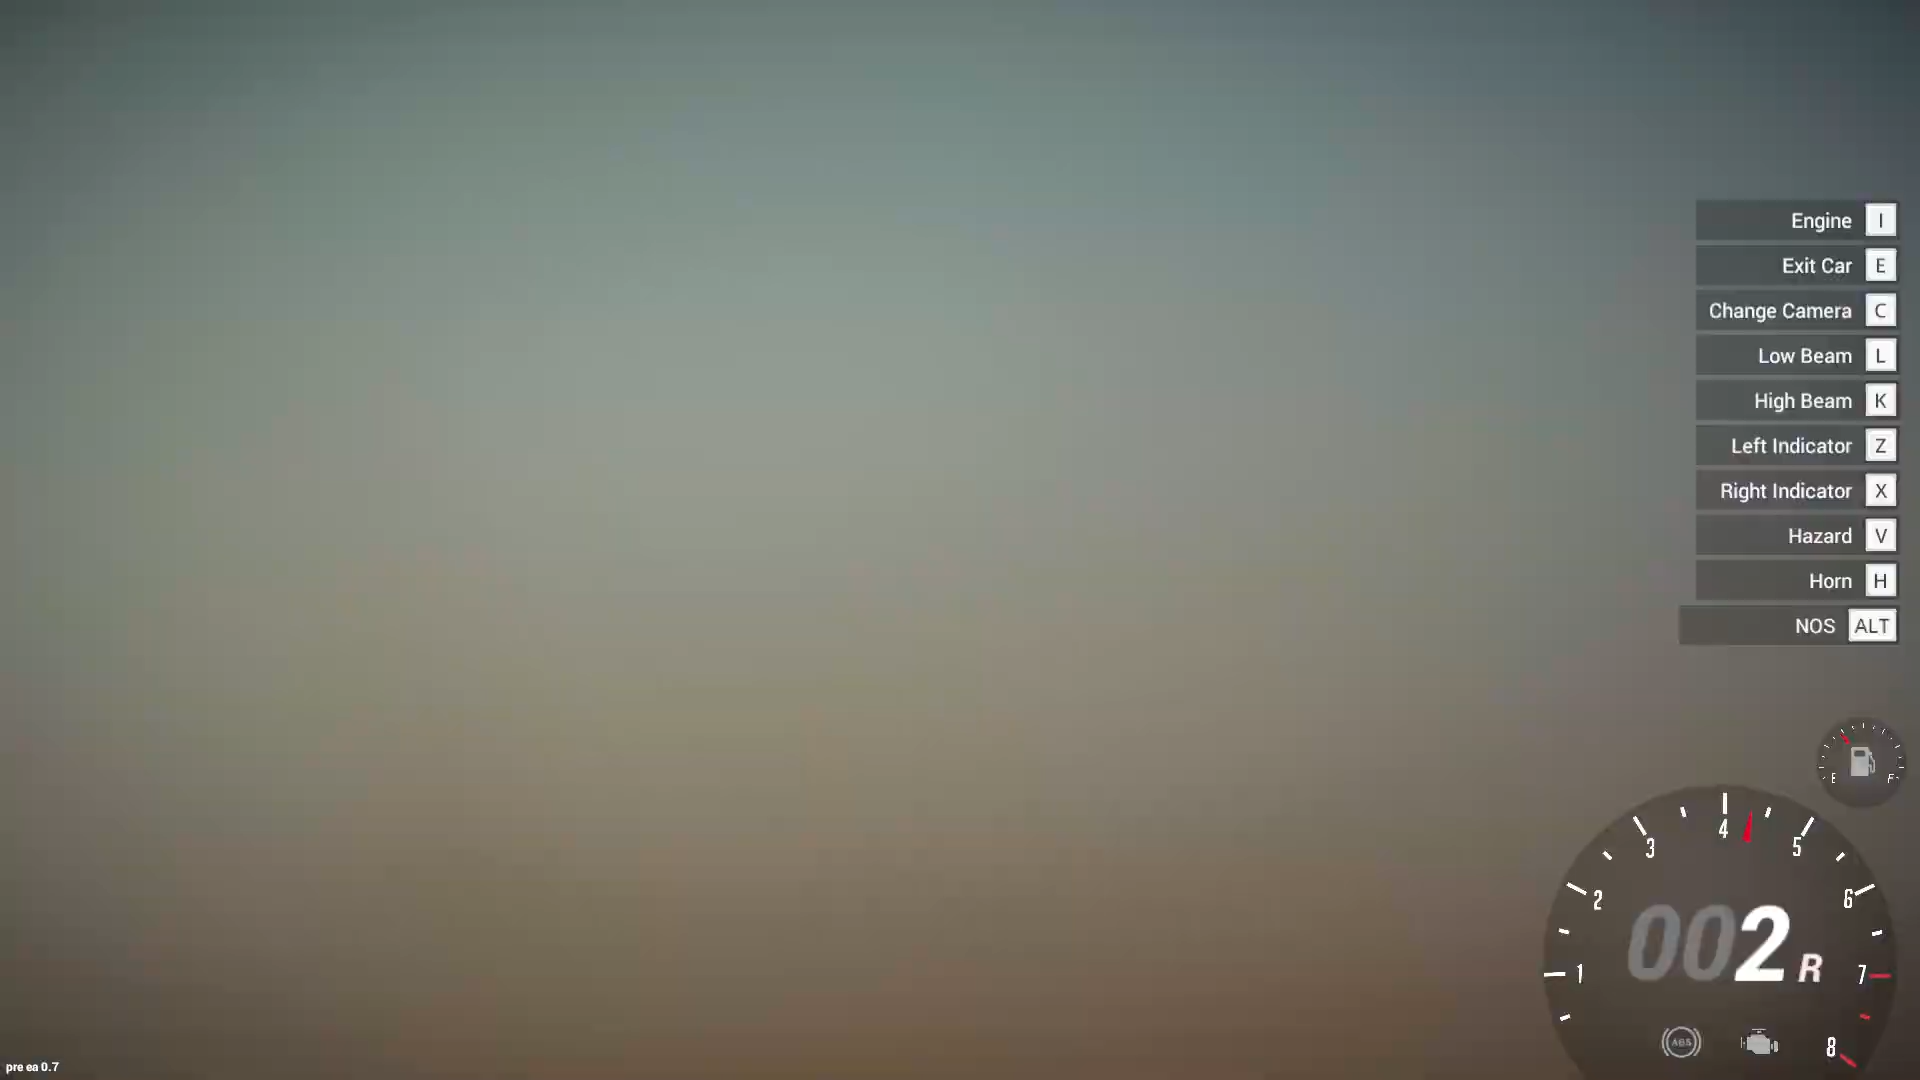 Engine I
Exit Car E
Change Camera C
Low Beam L
High Beam K
Left Indicator Z
Right Indicator X
Hazard V
Horn H
NOS ALT
E F
1 2 3 4 5 6 7 8
002 R
ABS
pre ea 0.7